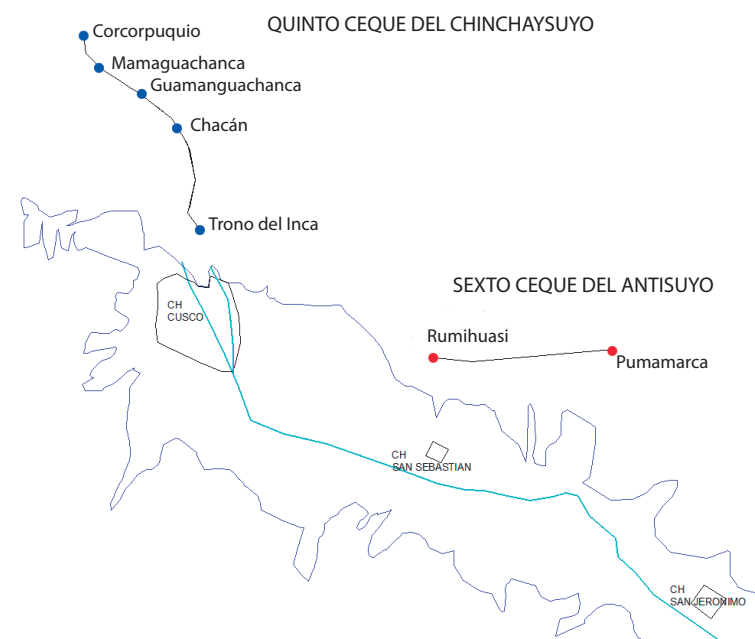 QUINTO CEQUE DEL CHINCHAYSUYO
Corcorpuquio
Mamaguachanca
Guamanguachanca
Chacán
Trono del Inca
SEXTO CEQUE DEL ANTISUYO
CH
CUSCO
Rumihuasi
Pumamarca
CH
SAN SEBASTIAN
CH
SAN JERONIMO